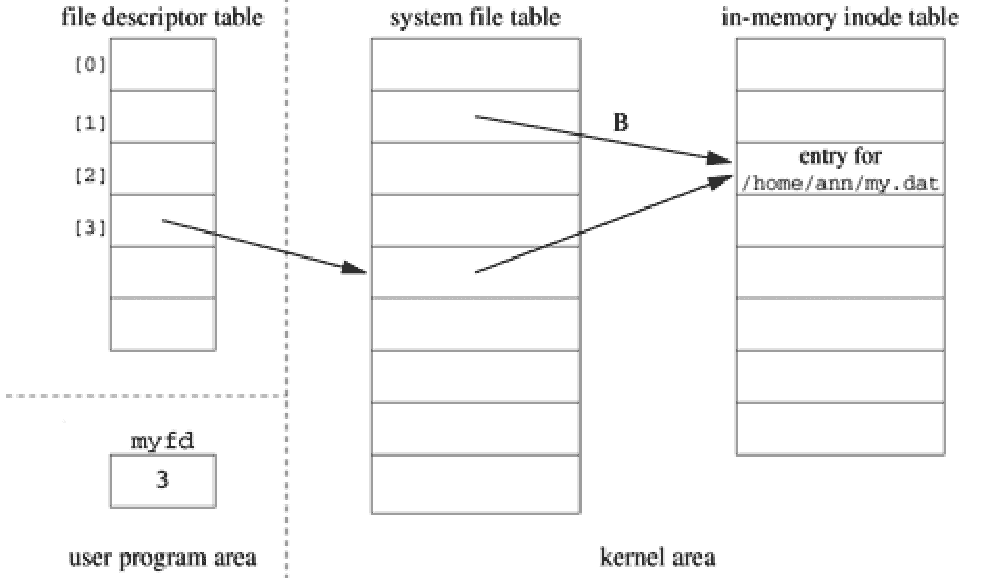 file descriptor table
system file table
in-memory inode table
[0]
[1]
B
[2]
entry for
/home/ann/my.dat
[3]
myfd
3
user program area
kernel area